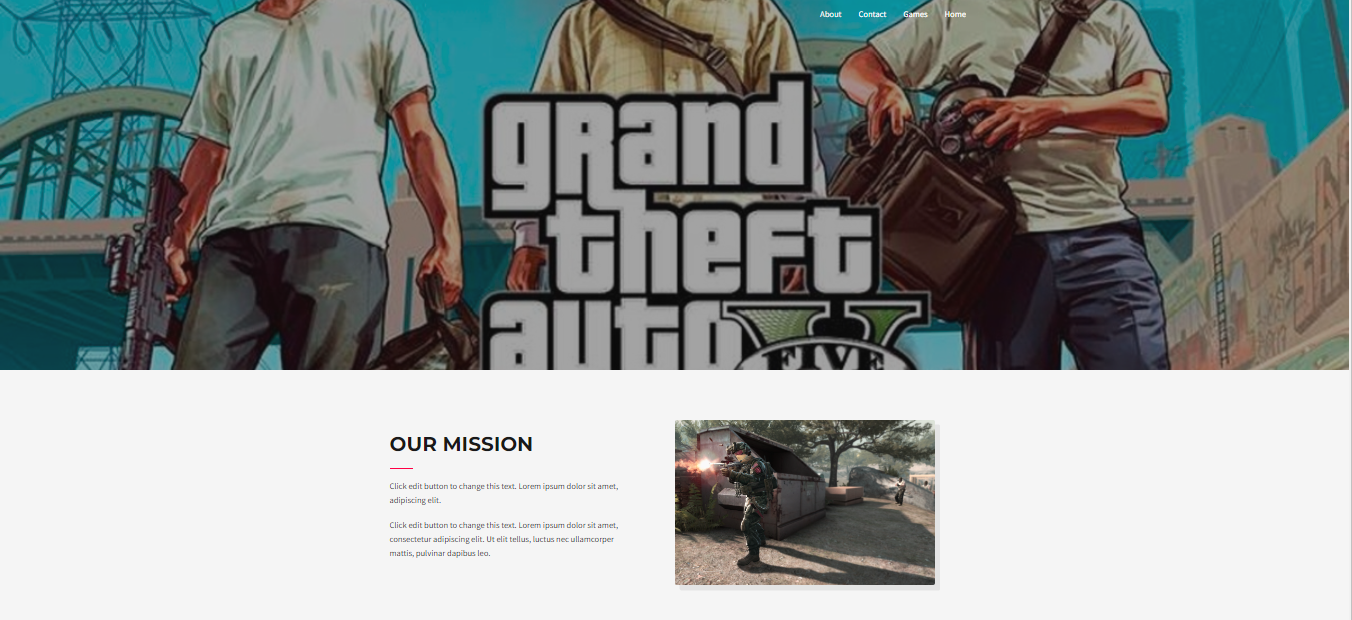 About Contact Games Home
grand
theft
auto V
FIVE
OUR MISSION
Click edit button to change this text. Lorem ipsum dolor sit amet,
adipiscing elit.
Click edit button to change this text. Lorem ipsum dolor sit amet,
consectetur adipiscing elit. Ut elit tellus, luctus nec ullamcorper
mattis, pulvinar dapibus leo.